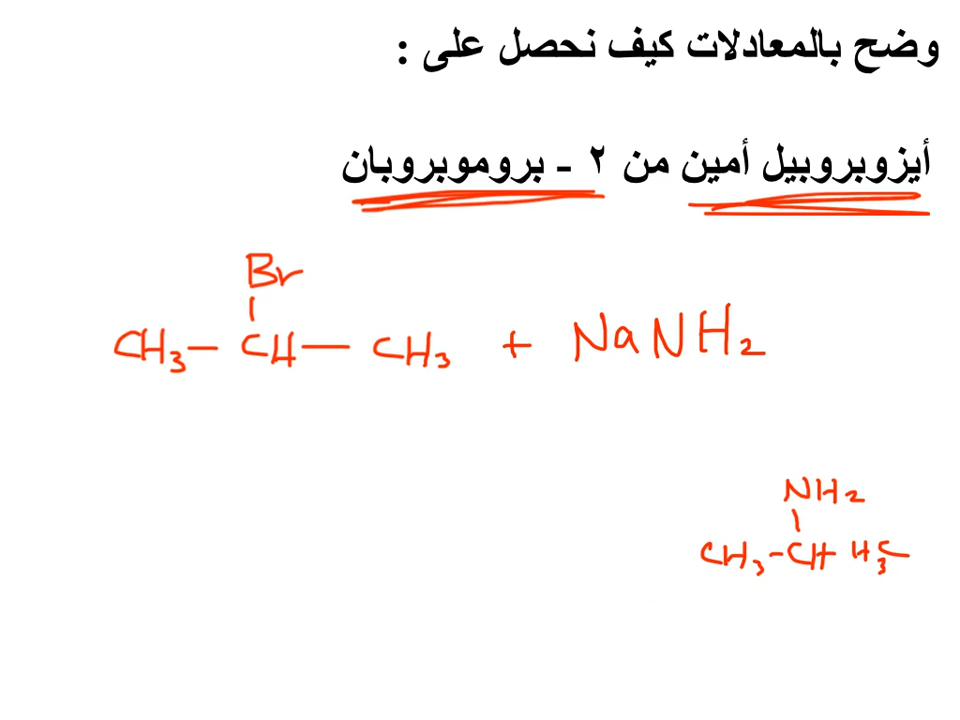 وضح بالمعادلات كيف نحصل على :
أيزوبروبيل أمين من ٢ - بروموبروبان
Br
CH3 — CH — CH3 + NaNH2
NH2
CH3 - CH H3C